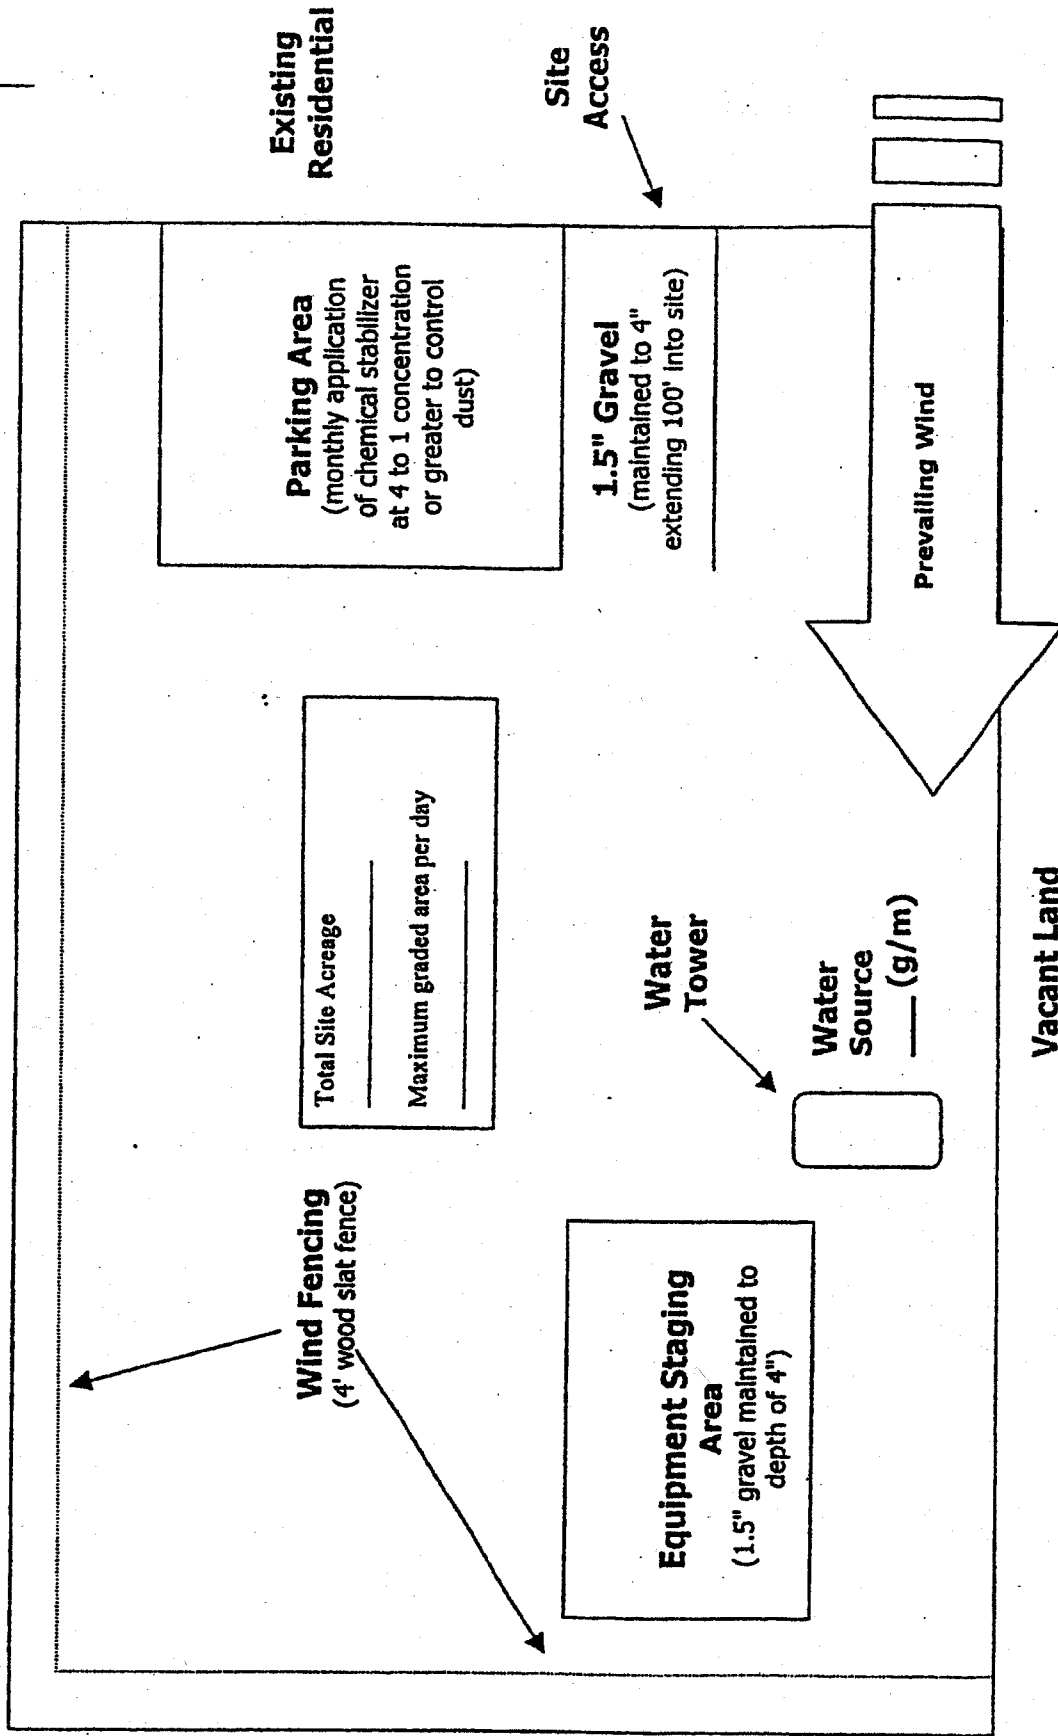 Existing
Residential
Site
Access
Parking Area
(monthly application
of chemical stabilizer
at 4 to 1 concentration
or greater to control
dust)
1.5" Gravel
(maintained to 4"
extending 100' into site)
Prevailing Wind
Total Site Acreage
Maximum graded area per day
Water
Tower
Water
Source
___ (g/m)
Vacant Land
Wind Fencing
(4' wood slat fence)
Equipment Staging
Area
(1.5" gravel maintained to
depth of 4")